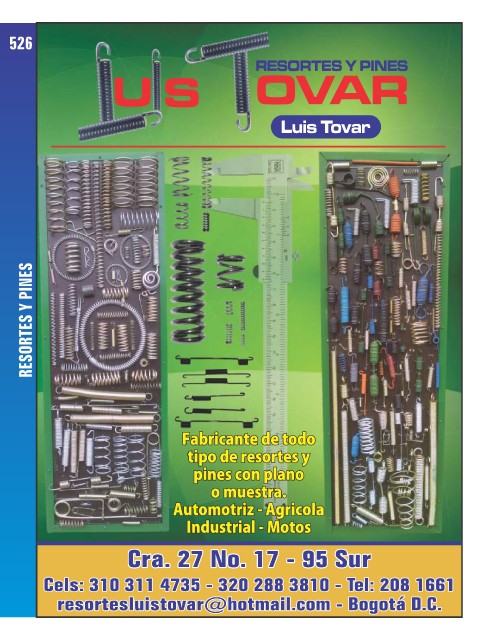 526
RESORTES Y PINES
RESORTES Y PINES
LUIS TOVAR
Luis Tovar
Fabricante de todo
tipo de resortes y
pines con plano
o muestra.
Automotriz - Agricola
Industrial - Motos
Cra. 27 No. 17 - 95 Sur
Cels: 310 311 4735 - 320 288 3810 - Tel: 208 1661
resortesluistovar@hotmail.com - Bogotá D.C.